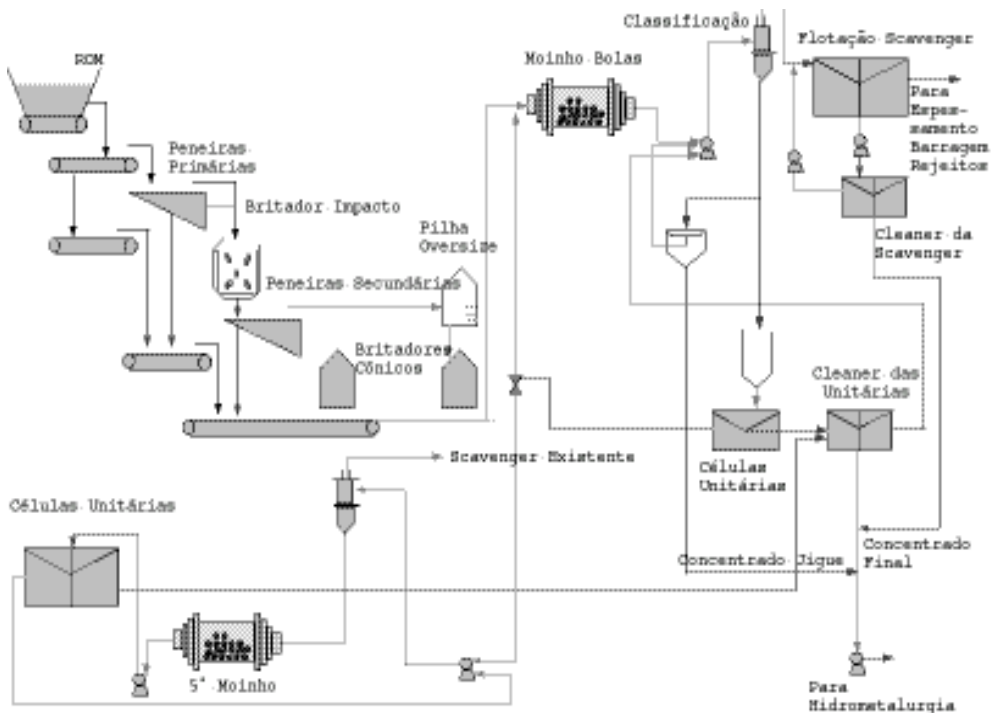 Classificação
Flotação Scavenger
ROM
Moinho Bolas
Para
Espes-
samento
Barragem
Rejeitos
Peneiras
Primárias
Britador Impacto
Pilha
Oversize
Cleaner da
Scavenger
Peneiras Secundárias
Britadores
Cônicos
Cleaner das
Unitárias
Scavenger Existente
Células
Unitárias
Células Unitárias
Concentrado
Final
Concentrado Jigue
5° Moinho
Para
Hidrometalurgia